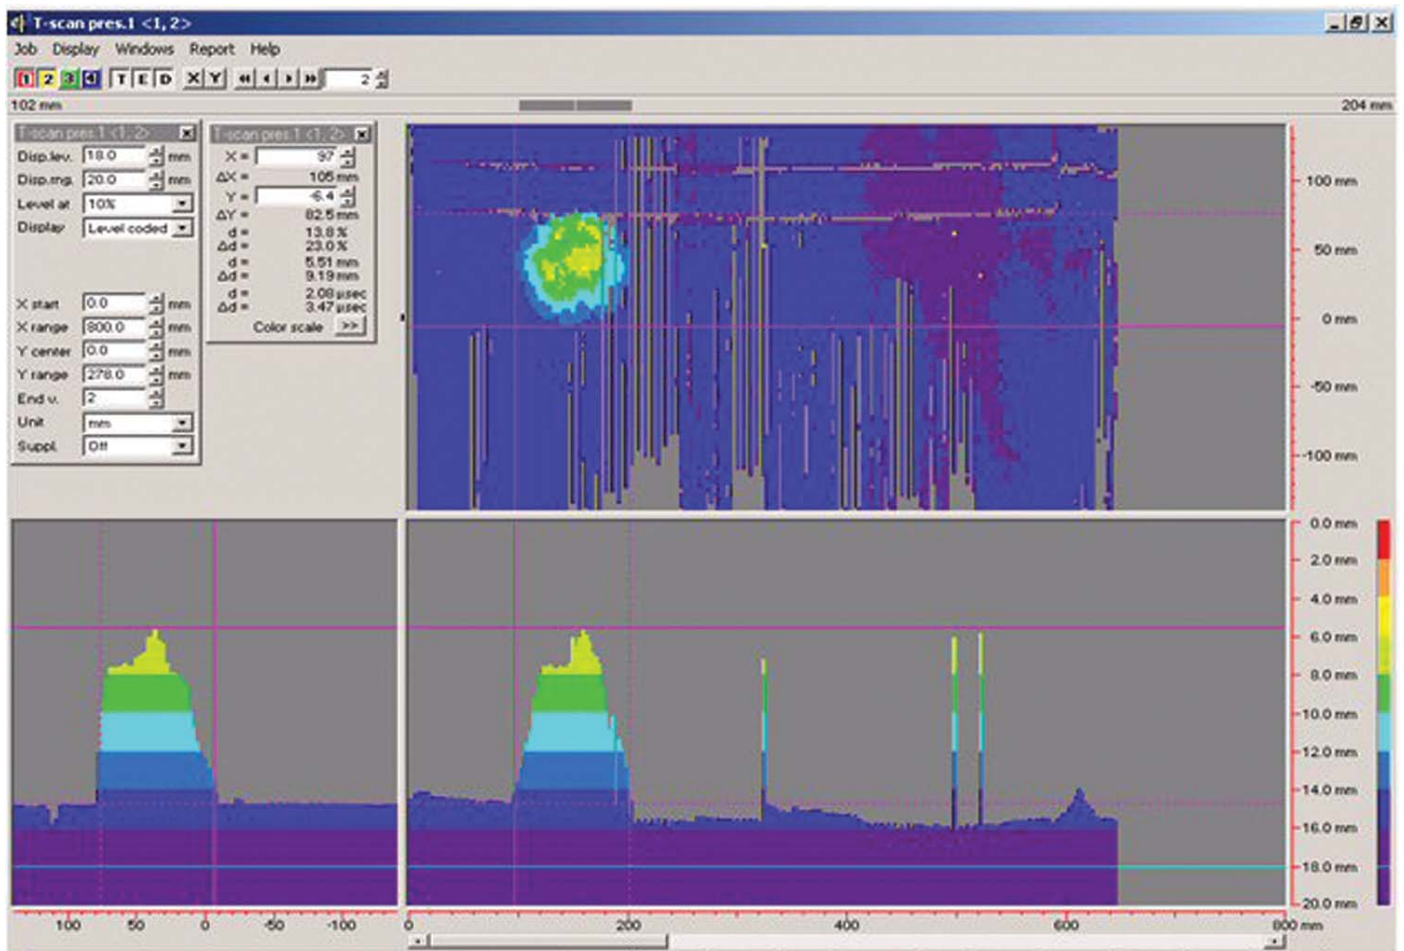 T-scan pres.1 <1, 2>
Job Display Windows Report Help
1 2 3 4 T E D X Y 2
102 mm 204 mm
T-scan pres.1 <1, 2>
Disp.lev. 18.0 mm
Disp.rng. 20.0 mm
Level at 10%
Display Level coded
X start 0.0 mm
X range 800.0 mm
Y center 0.0 mm
Y range 278.0 mm
End v. 2
Unit mm
Suppl. Off
T-scan pres.1 <1, 2>
X = 97
ΔX = 105 mm
Y = -6.4
ΔY = 82.5 mm
d = 13.8 %
Δd = 23.0 %
d = 5.51 mm
Δd = 9.19 mm
d = 2.08 µsec
Δd = 3.47 µsec
Color scale >>
100 mm
50 mm
0 mm
-50 mm
-100 mm
0.0 mm
2.0 mm
4.0 mm
6.0 mm
8.0 mm
10.0 mm
12.0 mm
14.0 mm
16.0 mm
18.0 mm
20.0 mm
100 50 0 -50 -100
0 200 400 600 800 mm